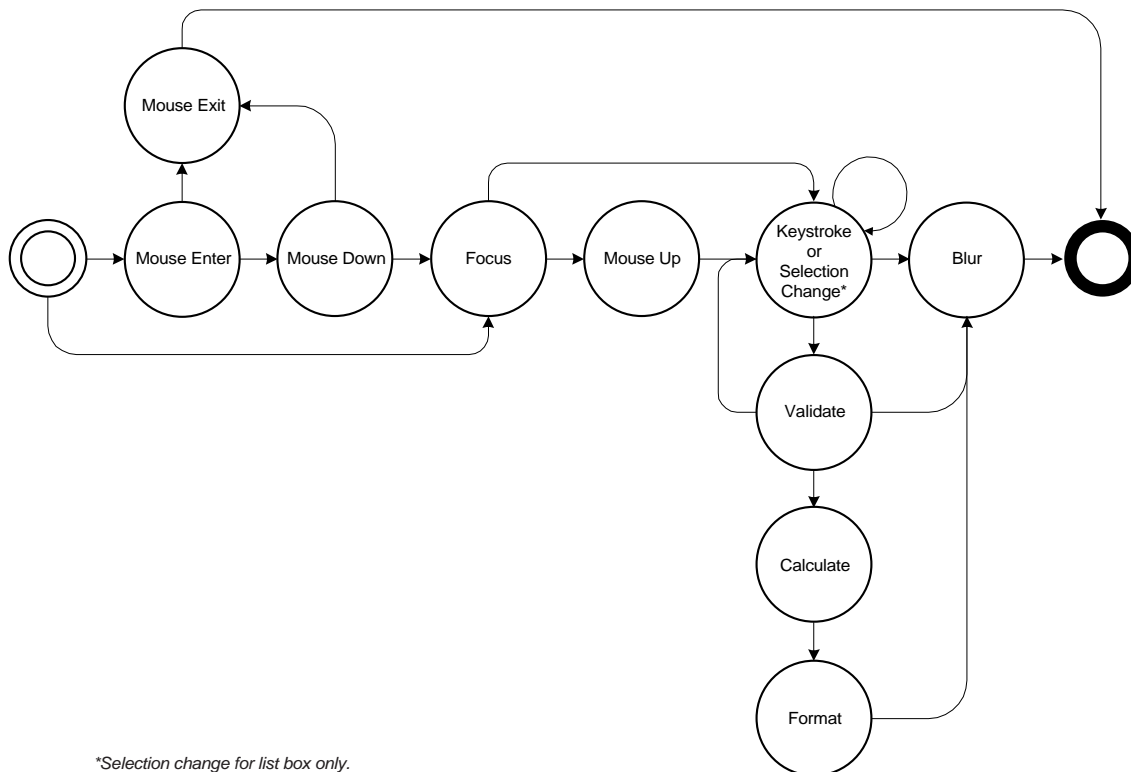 Mouse Exit
Mouse Enter
Mouse Down
Focus
Mouse Up
Keystroke
or
Selection
Change*
Blur
Validate
Calculate
Format
*Selection change for list box only.